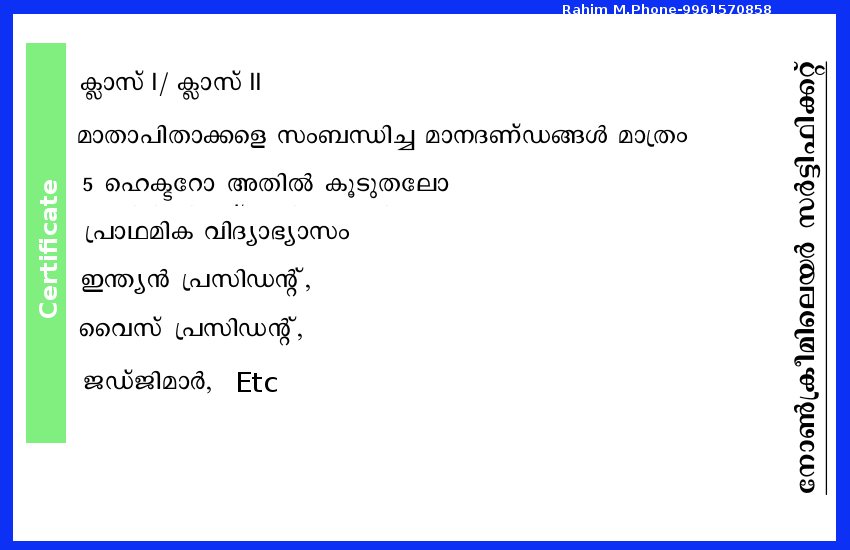 Rahim M.Phone-9961570858
ക്ലാസ് I/ ക്ലാസ് II
മാതാപിതാക്കളെ സംബന്ധിച്ച മാനദണ്ഡങ്ങൾ മാത്രം
5 ഹെക്ടറോ അതിൽ കൂടുതലോ
പ്രാഥമിക വിദ്യാഭ്യാസം
ഇന്ത്യൻ പ്രസിഡന്റ്,
വൈസ് പ്രസിഡന്റ്,
ജഡ്ജിമാർ, Etc
Certificate
നോൺക്രീമിലെയർ സർട്ടിഫിക്കറ്റ്